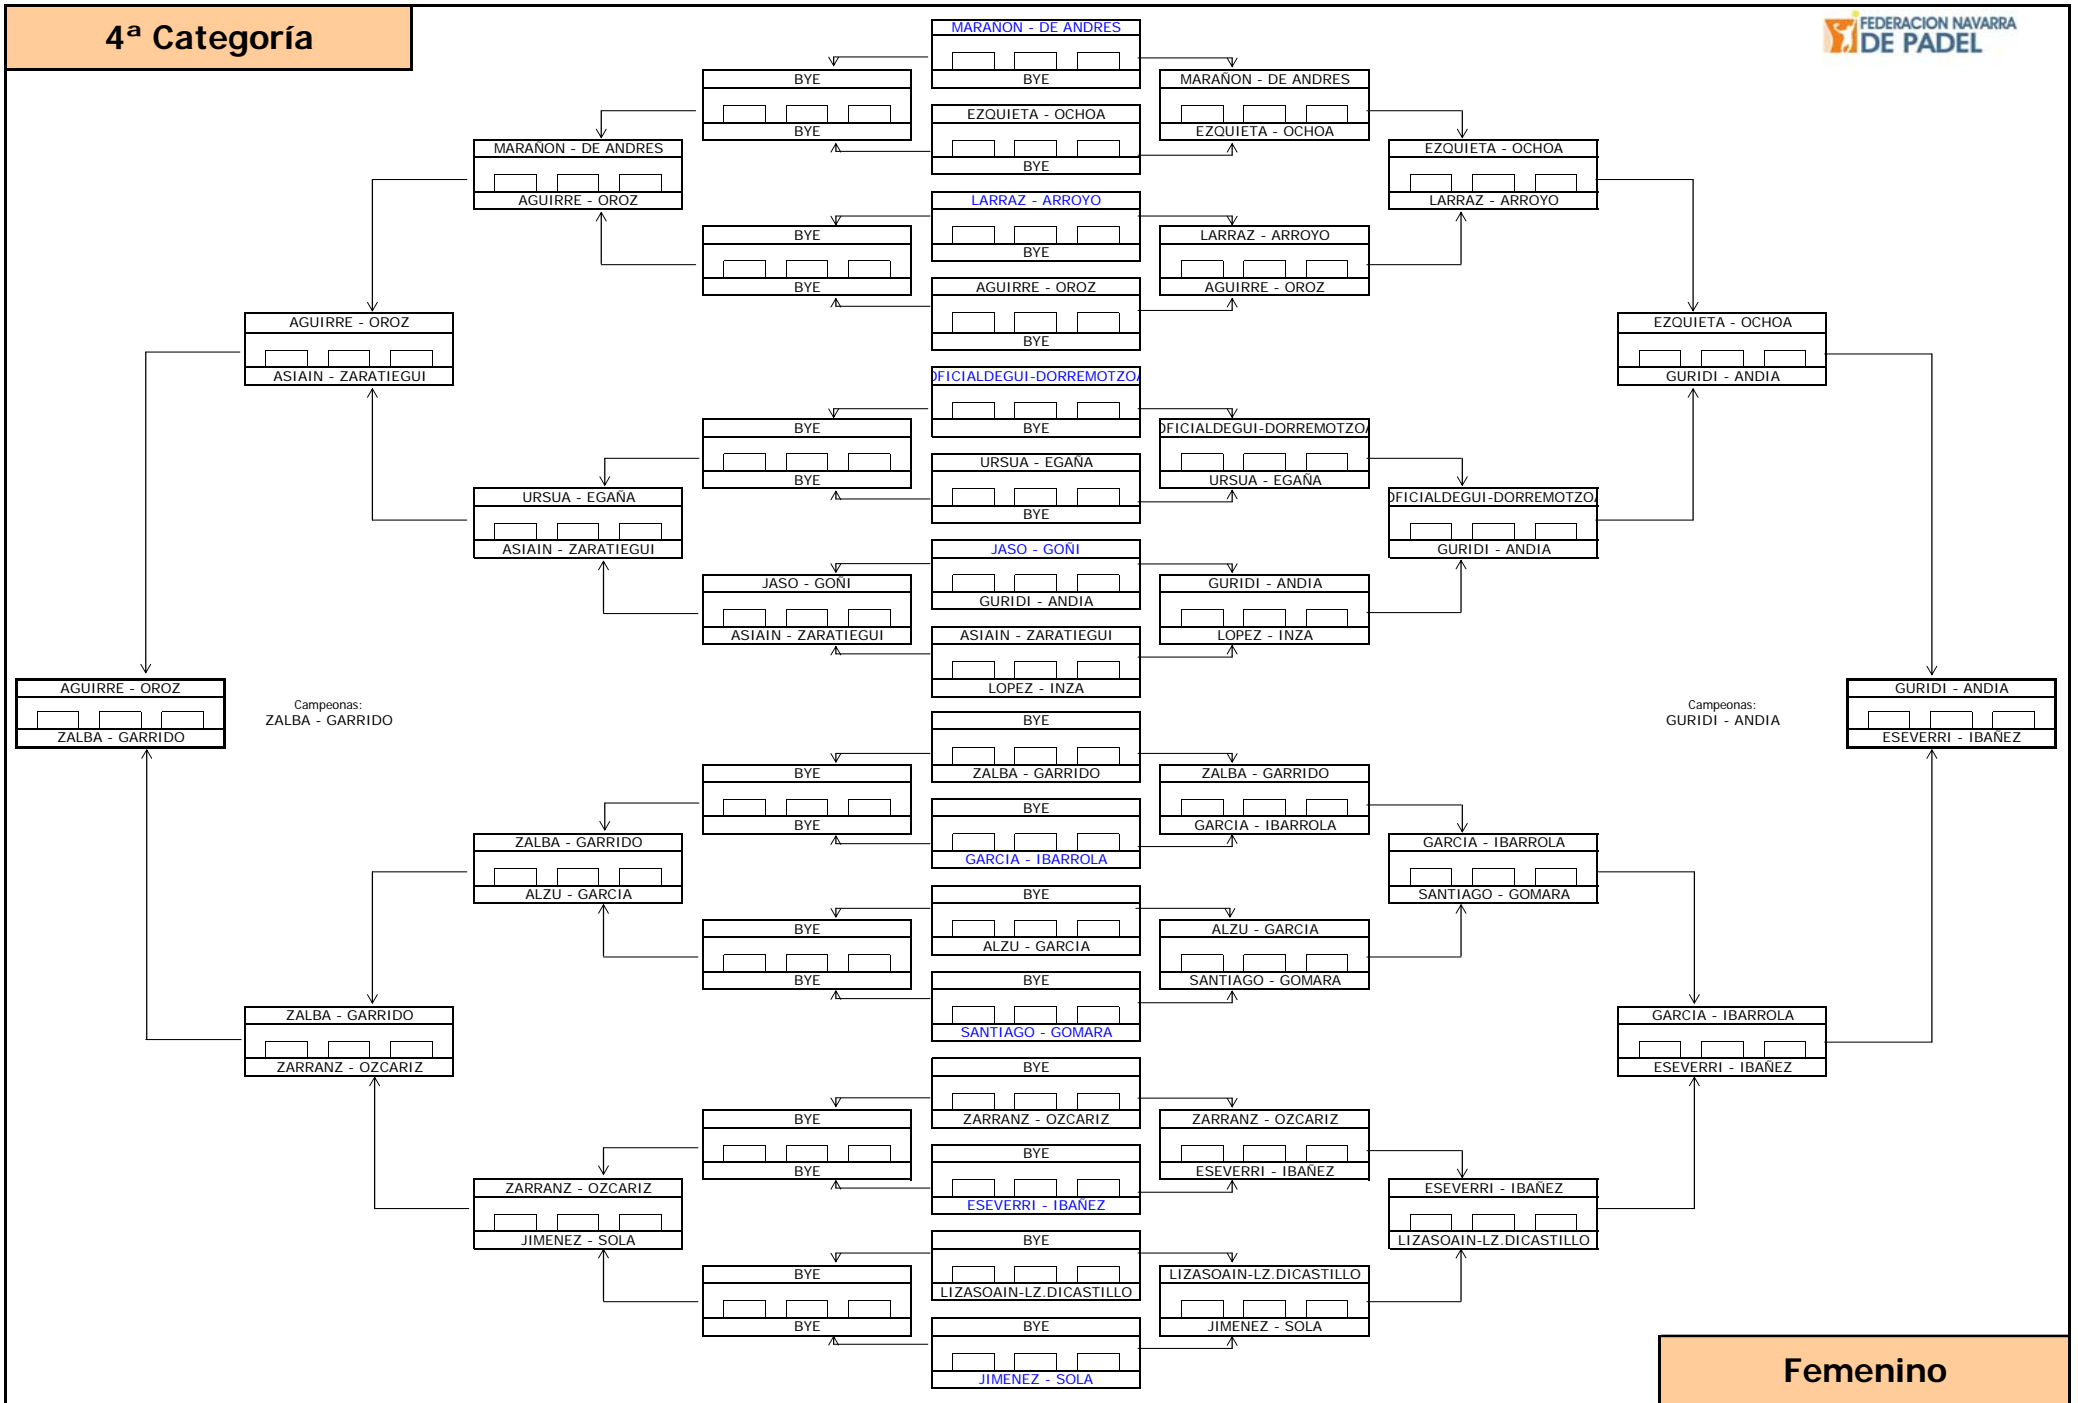 4ª Categoría
FEDERACION NAVARRA
DE PADEL
MARAÑON - DE ANDRES
BYE
EZQUIETA - OCHOA
BYE
LARRAZ - ARROYO
BYE
AGUIRRE - OROZ
BYE
OFICIALDEGUI-DORREMOTZOA
BYE
URSUA - EGAÑA
BYE
JASO - GOÑI
GURIDI - ANDIA
ASIAIN - ZARATIEGUI
LOPEZ - INZA
BYE
ZALBA - GARRIDO
BYE
GARCIA - IBARROLA
BYE
ALZU - GARCIA
BYE
SANTIAGO - GOMARA
BYE
ZARRANZ - OZCARIZ
BYE
ESEVERRI - IBAÑEZ
BYE
LIZASOAIN-LZ.DICASTILLO
BYE
JIMENEZ - SOLA
BYE
BYE
BYE
BYE
BYE
BYE
JASO - GOÑI
ASIAIN - ZARATIEGUI
BYE
BYE
BYE
BYE
BYE
BYE
BYE
BYE
MARAÑON - DE ANDRES
AGUIRRE - OROZ
URSUA - EGAÑA
ASIAIN - ZARATIEGUI
ZALBA - GARRIDO
ALZU - GARCIA
ZARRANZ - OZCARIZ
JIMENEZ - SOLA
AGUIRRE - OROZ
ASIAIN - ZARATIEGUI
ZALBA - GARRIDO
ZARRANZ - OZCARIZ
AGUIRRE - OROZ
ZALBA - GARRIDO
Campeonas:
ZALBA - GARRIDO
MARAÑON - DE ANDRES
EZQUIETA - OCHOA
LARRAZ - ARROYO
AGUIRRE - OROZ
OFICIALDEGUI-DORREMOTZOA
URSUA - EGAÑA
GURIDI - ANDIA
LOPEZ - INZA
ZALBA - GARRIDO
GARCIA - IBARROLA
ALZU - GARCIA
SANTIAGO - GOMARA
ZARRANZ - OZCARIZ
ESEVERRI - IBAÑEZ
LIZASOAIN-LZ.DICASTILLO
JIMENEZ - SOLA
EZQUIETA - OCHOA
LARRAZ - ARROYO
OFICIALDEGUI-DORREMOTZOA
GURIDI - ANDIA
GARCIA - IBARROLA
SANTIAGO - GOMARA
ESEVERRI - IBAÑEZ
LIZASOAIN-LZ.DICASTILLO
EZQUIETA - OCHOA
GURIDI - ANDIA
GARCIA - IBARROLA
ESEVERRI - IBAÑEZ
Campeonas:
GURIDI - ANDIA
GURIDI - ANDIA
ESEVERRI - IBAÑEZ
Femenino